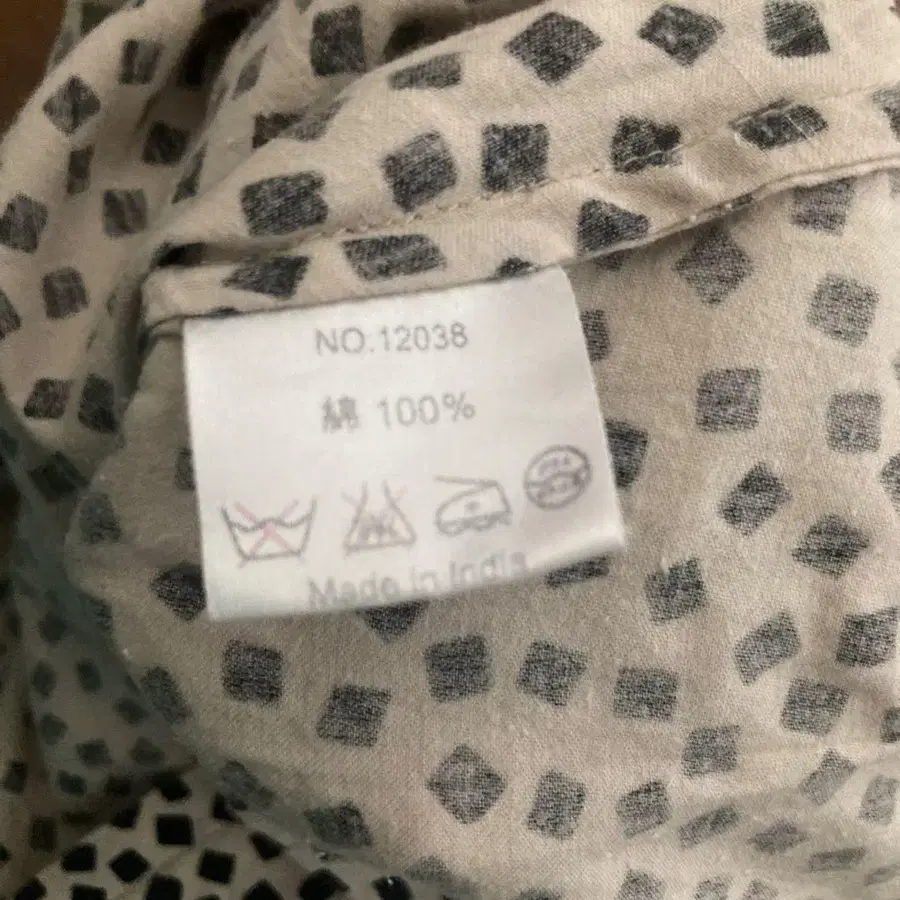 NO.12038
綿 100%
Made in India